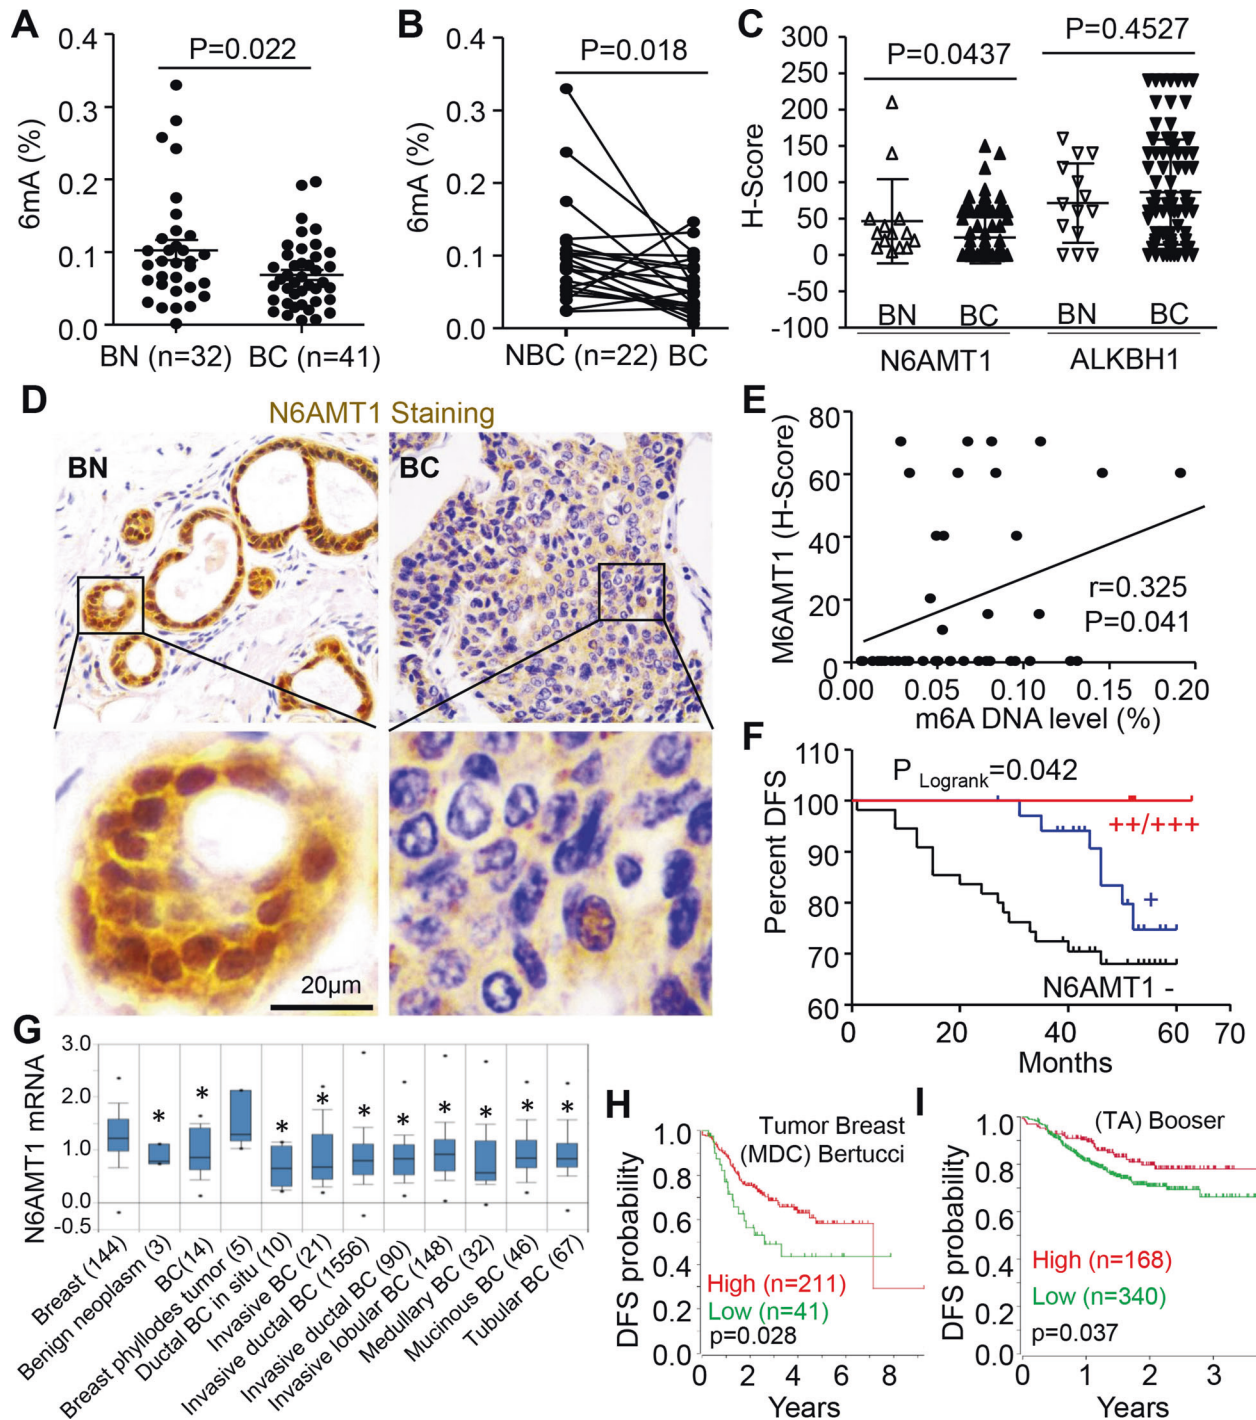 A
0.4
0.3
0.2
0.1
0.0
6mA (%)
P=0.022
BN (n=32) BC (n=41)
B
0.4
0.3
0.2
0.1
0.0
6mA (%)
P=0.018
NBC (n=22) BC
C
300
250
200
150
100
50
0
-50
-100
H-Score
P=0.0437
P=0.4527
BN BC BN BC
N6AMT1 ALKBH1
D
N6AMT1 Staining
BN
BC
20μm
E
80
60
40
20
0
M6AMT1 (H-Score)
r=0.325
P=0.041
0.00 0.05 0.10 0.15 0.20
m6A DNA level (%)
F
110
100
90
80
70
60
Percent DFS
P Logrank=0.042
++/+++
+
N6AMT1 -
0 20 40 60 70
Months
G
3.0
2.0
1.0
0.0
-0.5
N6AMT1 mRNA
* * * * * * * * * *
Breast (144)
Benign neoplasm (3)
BC(14)
Breast phyllodes tumor (5)
Ductal BC in situ (10)
Invasive BC (21)
Invasive ductal BC (1556)
Invasive ductal BC (90)
Invasive lobular BC (148)
Medullary BC (32)
Mucinous BC (46)
Tubular BC (67)
H
Tumor Breast
(MDC) Bertucci
1.0
0.8
0.6
0.4
0.2
0.0
DFS probability
High (n=211)
Low (n=41)
p=0.028
0 2 4 6 8
Years
I
(TA) Booser
1.0
0.8
0.6
0.4
0.2
0.0
DFS probability
High (n=168)
Low (n=340)
p=0.037
0 1 2 3
Years